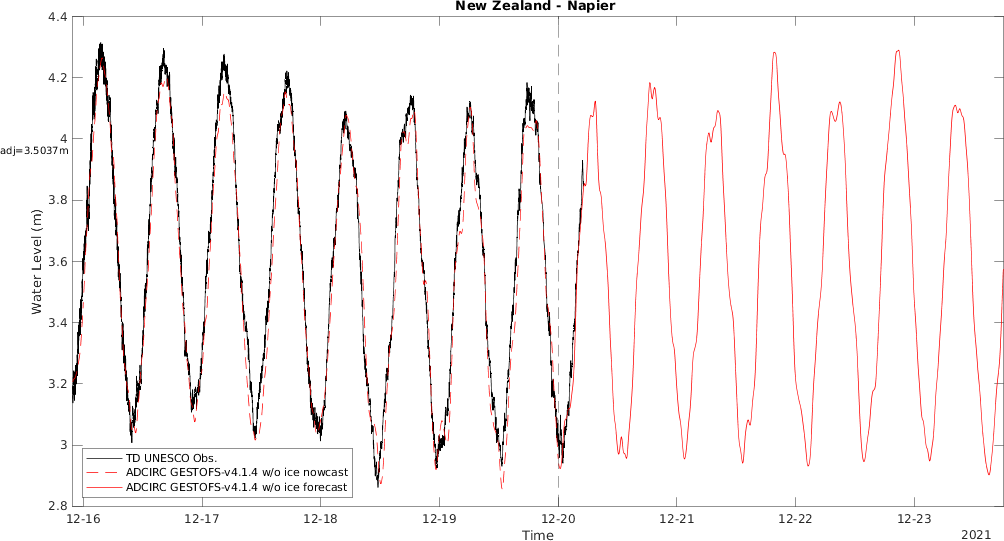 New Zealand - Napier
4.4
4.2
4
adj=3.5037m
3.8
3.6
3.4
3.2
3
2.8
Water Level (m)
TD UNESCO Obs.
ADCIRC GESTOFS-v4.1.4 w/o ice nowcast
ADCIRC GESTOFS-v4.1.4 w/o ice forecast
12-16 12-17 12-18 12-19 12-20 12-21 12-22 12-23
Time
2021